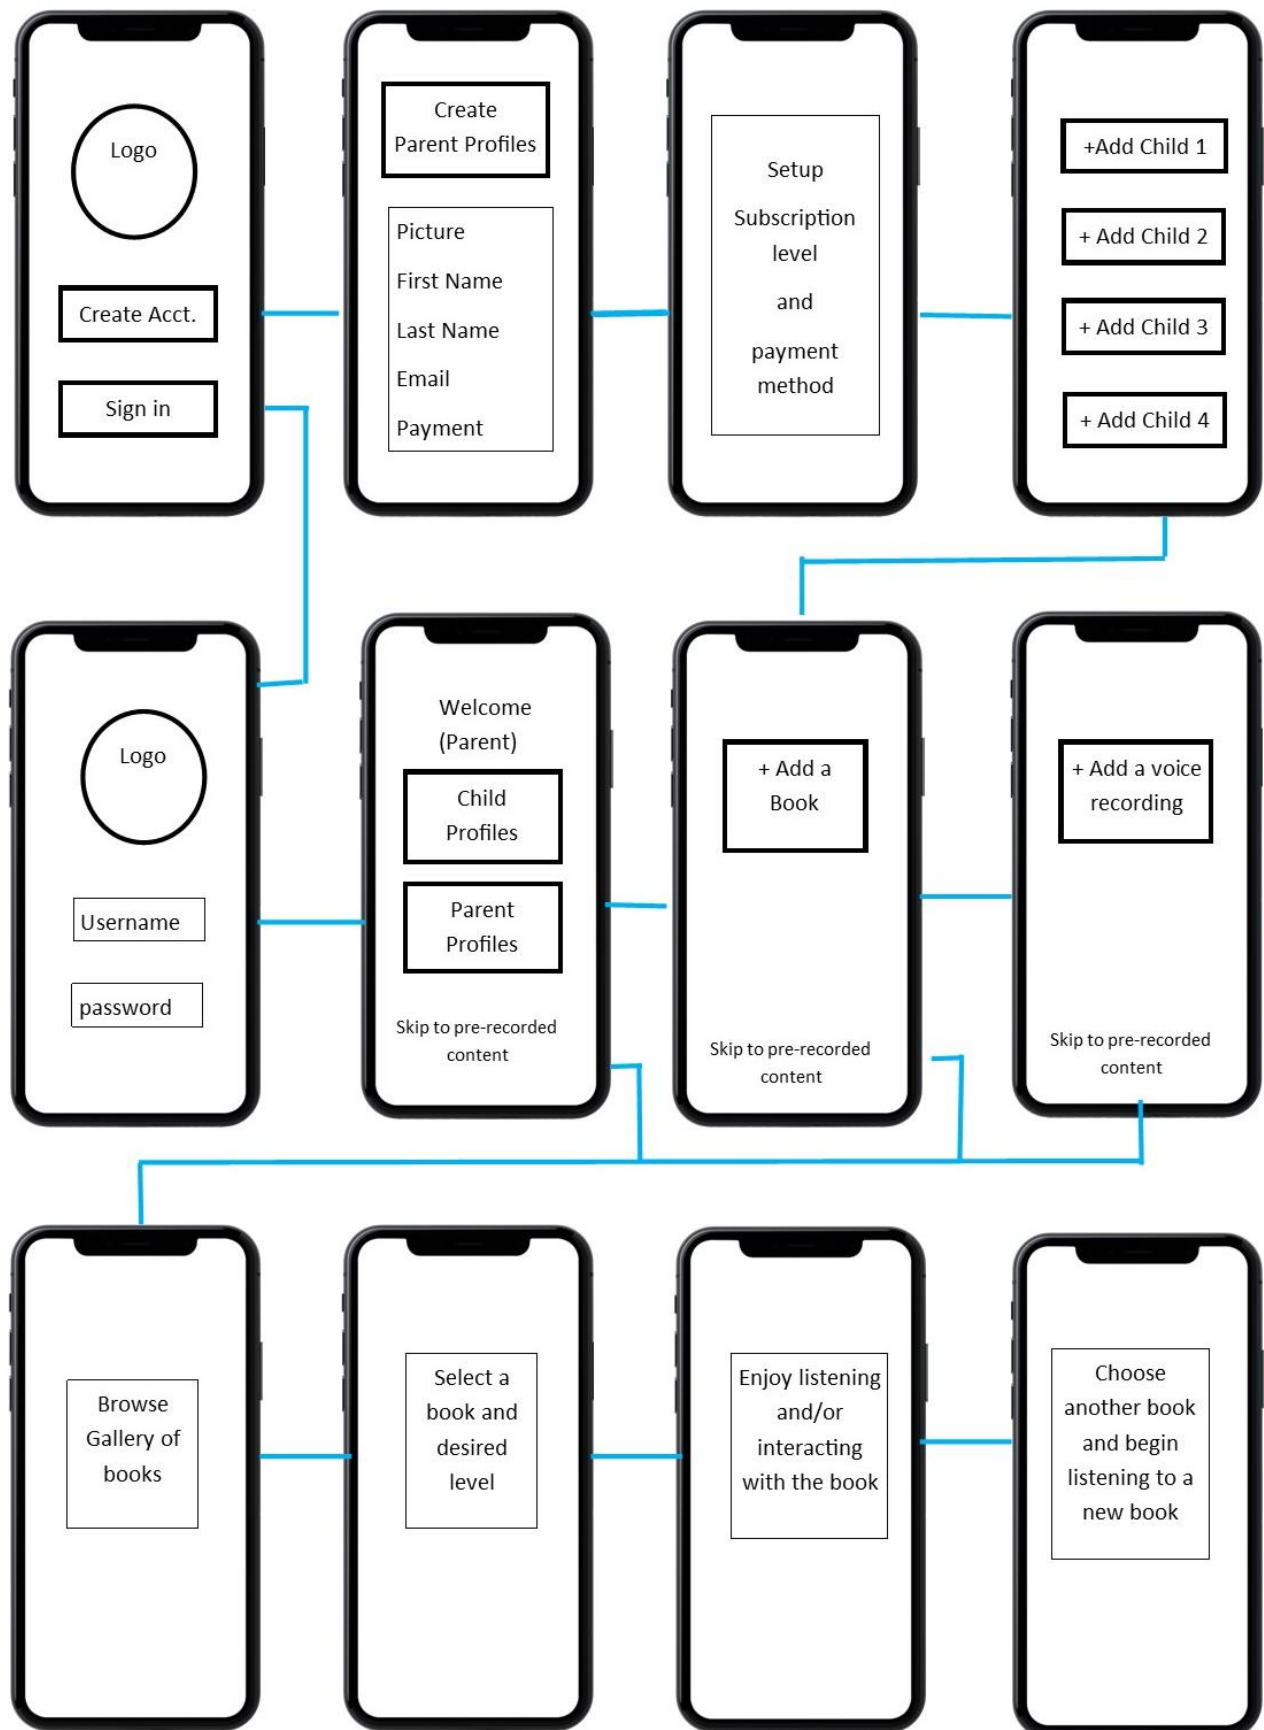 Logo
Create Acct.
Sign in
Create
Parent Profiles
Picture
First Name
Last Name
Email
Payment
Setup
Subscription
level
and
payment
method
+Add Child 1
+ Add Child 2
+ Add Child 3
+ Add Child 4
Logo
Username
password
Welcome
(Parent)
Child
Profiles
Parent
Profiles
Skip to pre-recorded
content
+ Add a
Book
Skip to pre-recorded
content
+ Add a voice
recording
Skip to pre-recorded
content
Browse
Gallery of
books
Select a
book and
desired
level
Enjoy listening
and/or
interacting
with the book
Choose
another book
and begin
listening to a
new book